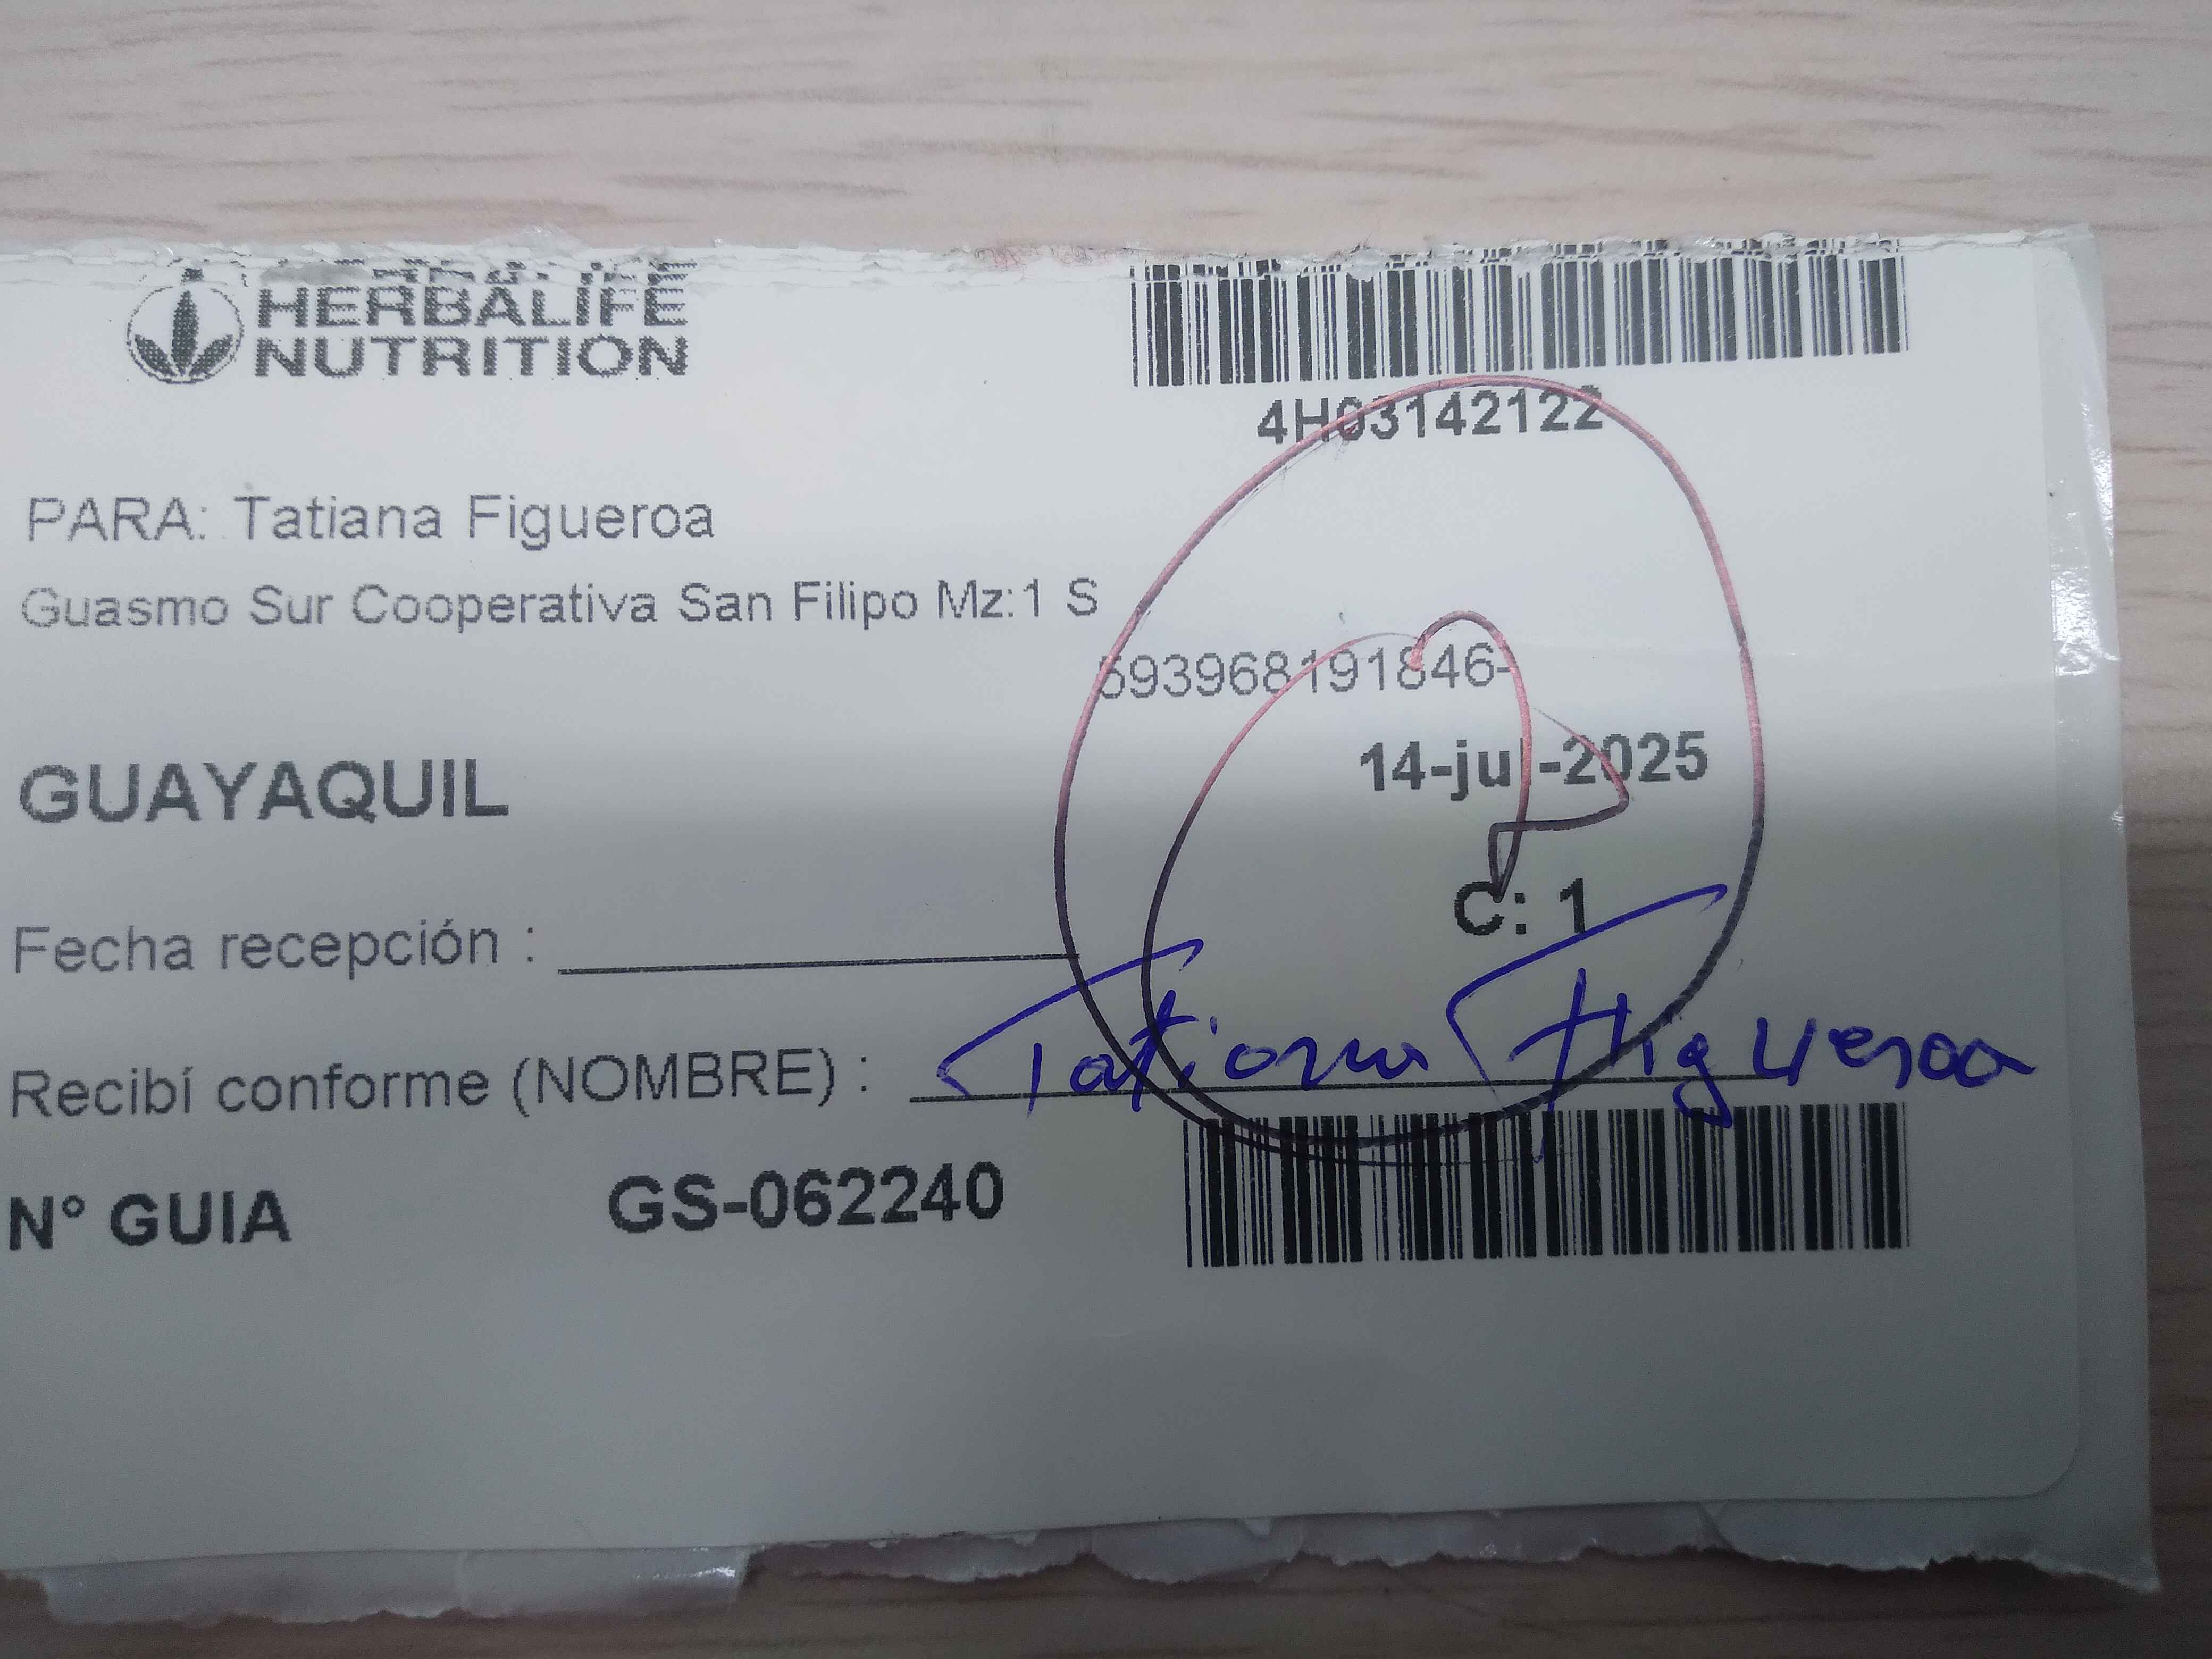 HERBALIFE
NUTRITION
4H03142122
PARA: Tatiana Figueroa
Guasmo Sur Cooperativa San Filipo Mz:1 S
593968191846-
GUAYAQUIL
14-jul-2025
C: 1
Fecha recepción :
Recibí conforme (NOMBRE) : Tatiana Figueroa
N° GUIA GS-062240